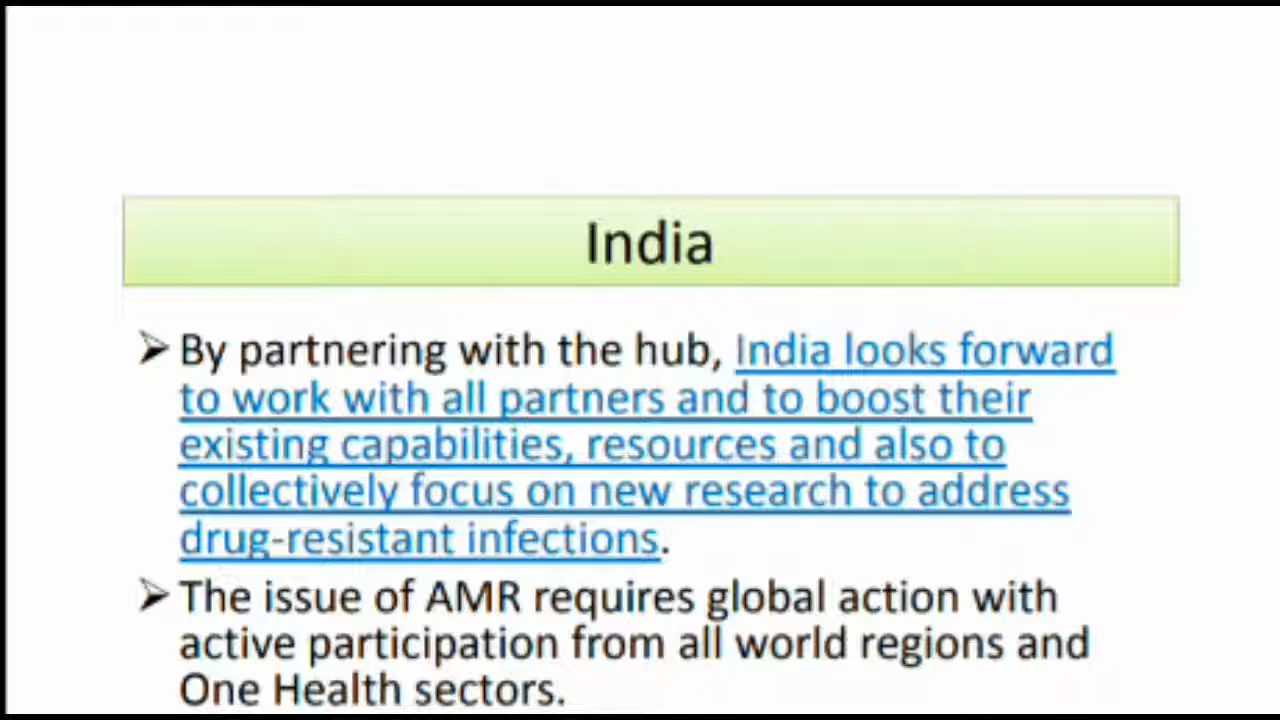 India
➢ By partnering with the hub, India looks forward
to work with all partners and to boost their
existing capabilities, resources and also to
collectively focus on new research to address
drug-resistant infections.
➢ The issue of AMR requires global action with
active participation from all world regions and
One Health sectors.